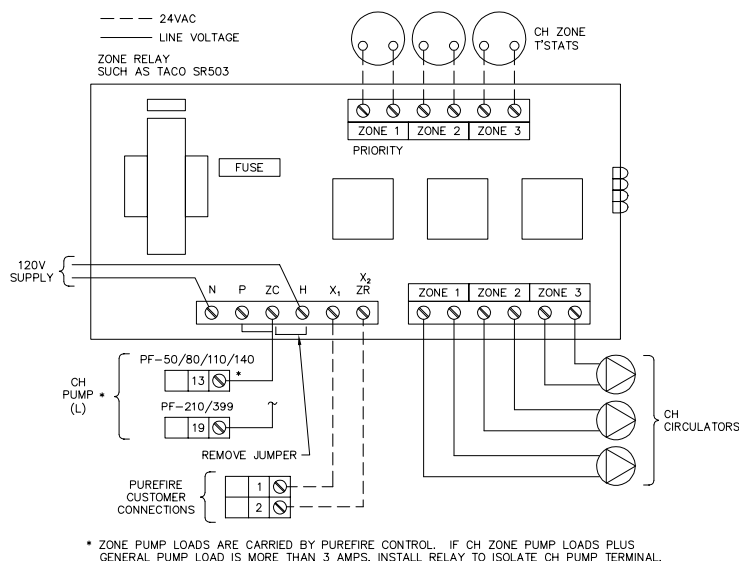 24VAC
LINE VOLTAGE
ZONE RELAY
SUCH AS TACO SR503
CH ZONE
T'STATS
ZONE 1 ZONE 2 ZONE 3
PRIORITY
FUSE
120V
SUPPLY
N P ZC H X₁ X₂
ZR
ZONE 1 ZONE 2 ZONE 3
PF-50/80/110/140
13 *
CH
PUMP *
(L)
PF-210/399
19
REMOVE JUMPER
CH
CIRCULATORS
PUREFIRE
CUSTOMER
CONNECTIONS
1
2
* ZONE PUMP LOADS ARE CARRIED BY PUREFIRE CONTROL. IF CH ZONE PUMP LOADS PLUS
GENERAL PUMP LOAD IS MORE THAN 3 AMPS, INSTALL RELAY TO ISOLATE CH PUMP TERMINAL.